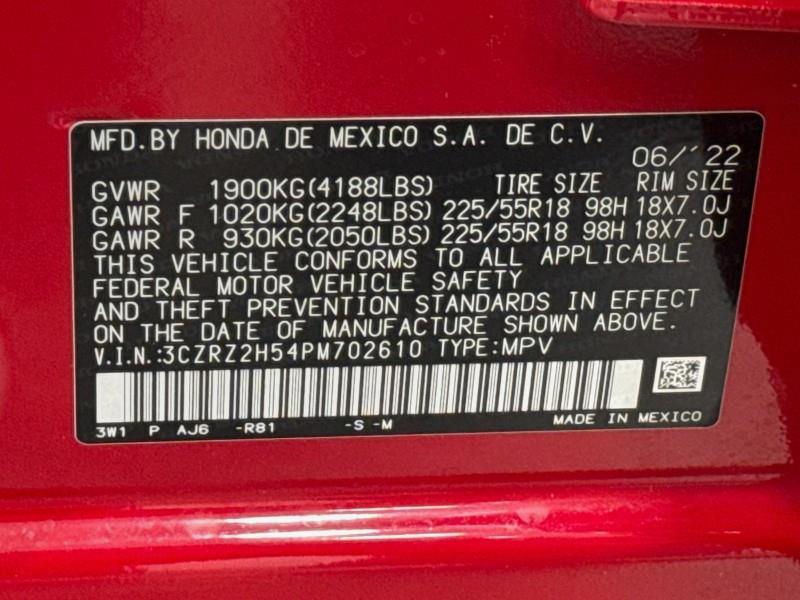 MFD.BY HONDA DE MEXICO S.A. DE C.V.
06/'22
GVWR 1900KG(4188LBS) TIRE SIZE RIM SIZE
GAWR F 1020KG(2248LBS) 225/55R18 98H 18X7.0J
GAWR R 930KG(2050LBS) 225/55R18 98H 18X7.0J
THIS VEHICLE CONFORMS TO ALL APPLICABLE
FEDERAL MOTOR VEHICLE SAFETY
AND THEFT PREVENTION STANDARDS IN EFFECT
ON THE DATE OF MANUFACTURE SHOWN ABOVE.
V.I.N.:3CZRZ2H54PM702610 TYPE:MPV
3W1 P AJ6 -R81 -S -M MADE IN MEXICO